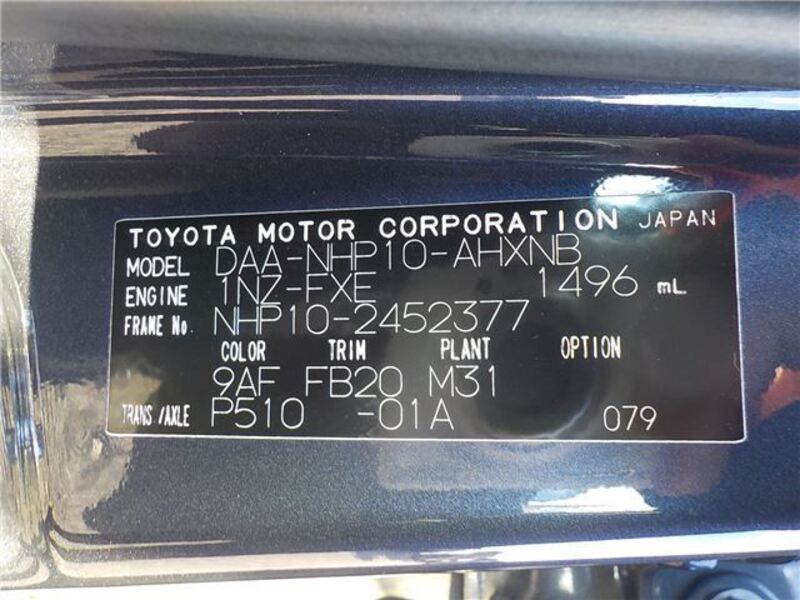 TOYOTA MOTOR CORPORATION JAPAN
MODEL DAA-NHP10-AHXNB
ENGINE 1NZ-FXE 1496 mL
FRAME No. NHP10-2452377
COLOR TRIM PLANT OPTION
9AF FB20 M31
TRANS./AXLE P510 -01A 079